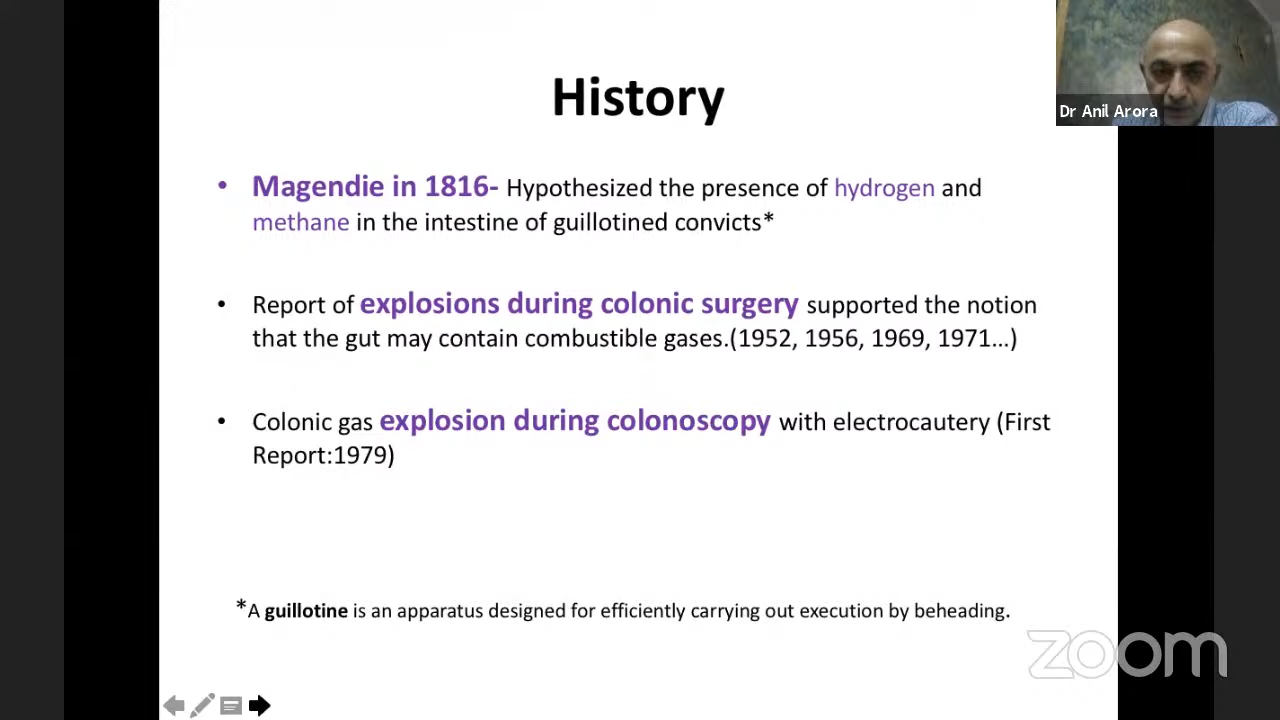 History
Dr Anil Arora
• Magendie in 1816- Hypothesized the presence of hydrogen and
methane in the intestine of guillotined convicts*
• Report of explosions during colonic surgery supported the notion
that the gut may contain combustible gases.(1952, 1956, 1969, 1971...)
• Colonic gas explosion during colonoscopy with electrocautery (First
Report:1979)
*A guillotine is an apparatus designed for efficiently carrying out execution by beheading.
zoom